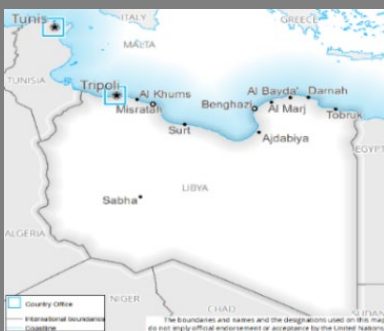 Tunis
ITALY
GREECE
MALTA
TUNISIA
Tripoli
Al Khums
Al Bayda'
Darnah
Misratah
Benghazi
Al Marj
Tobruk
Surt
Ajdabiya
EGYPT
LIBYA
Sabha
ALGERIA
NIGER
CHAD
SUDAN
Country Office
International boundaries
Coastline
The boundaries and names and the designations used on this map
do not imply official endorsement or acceptance by the United Nations